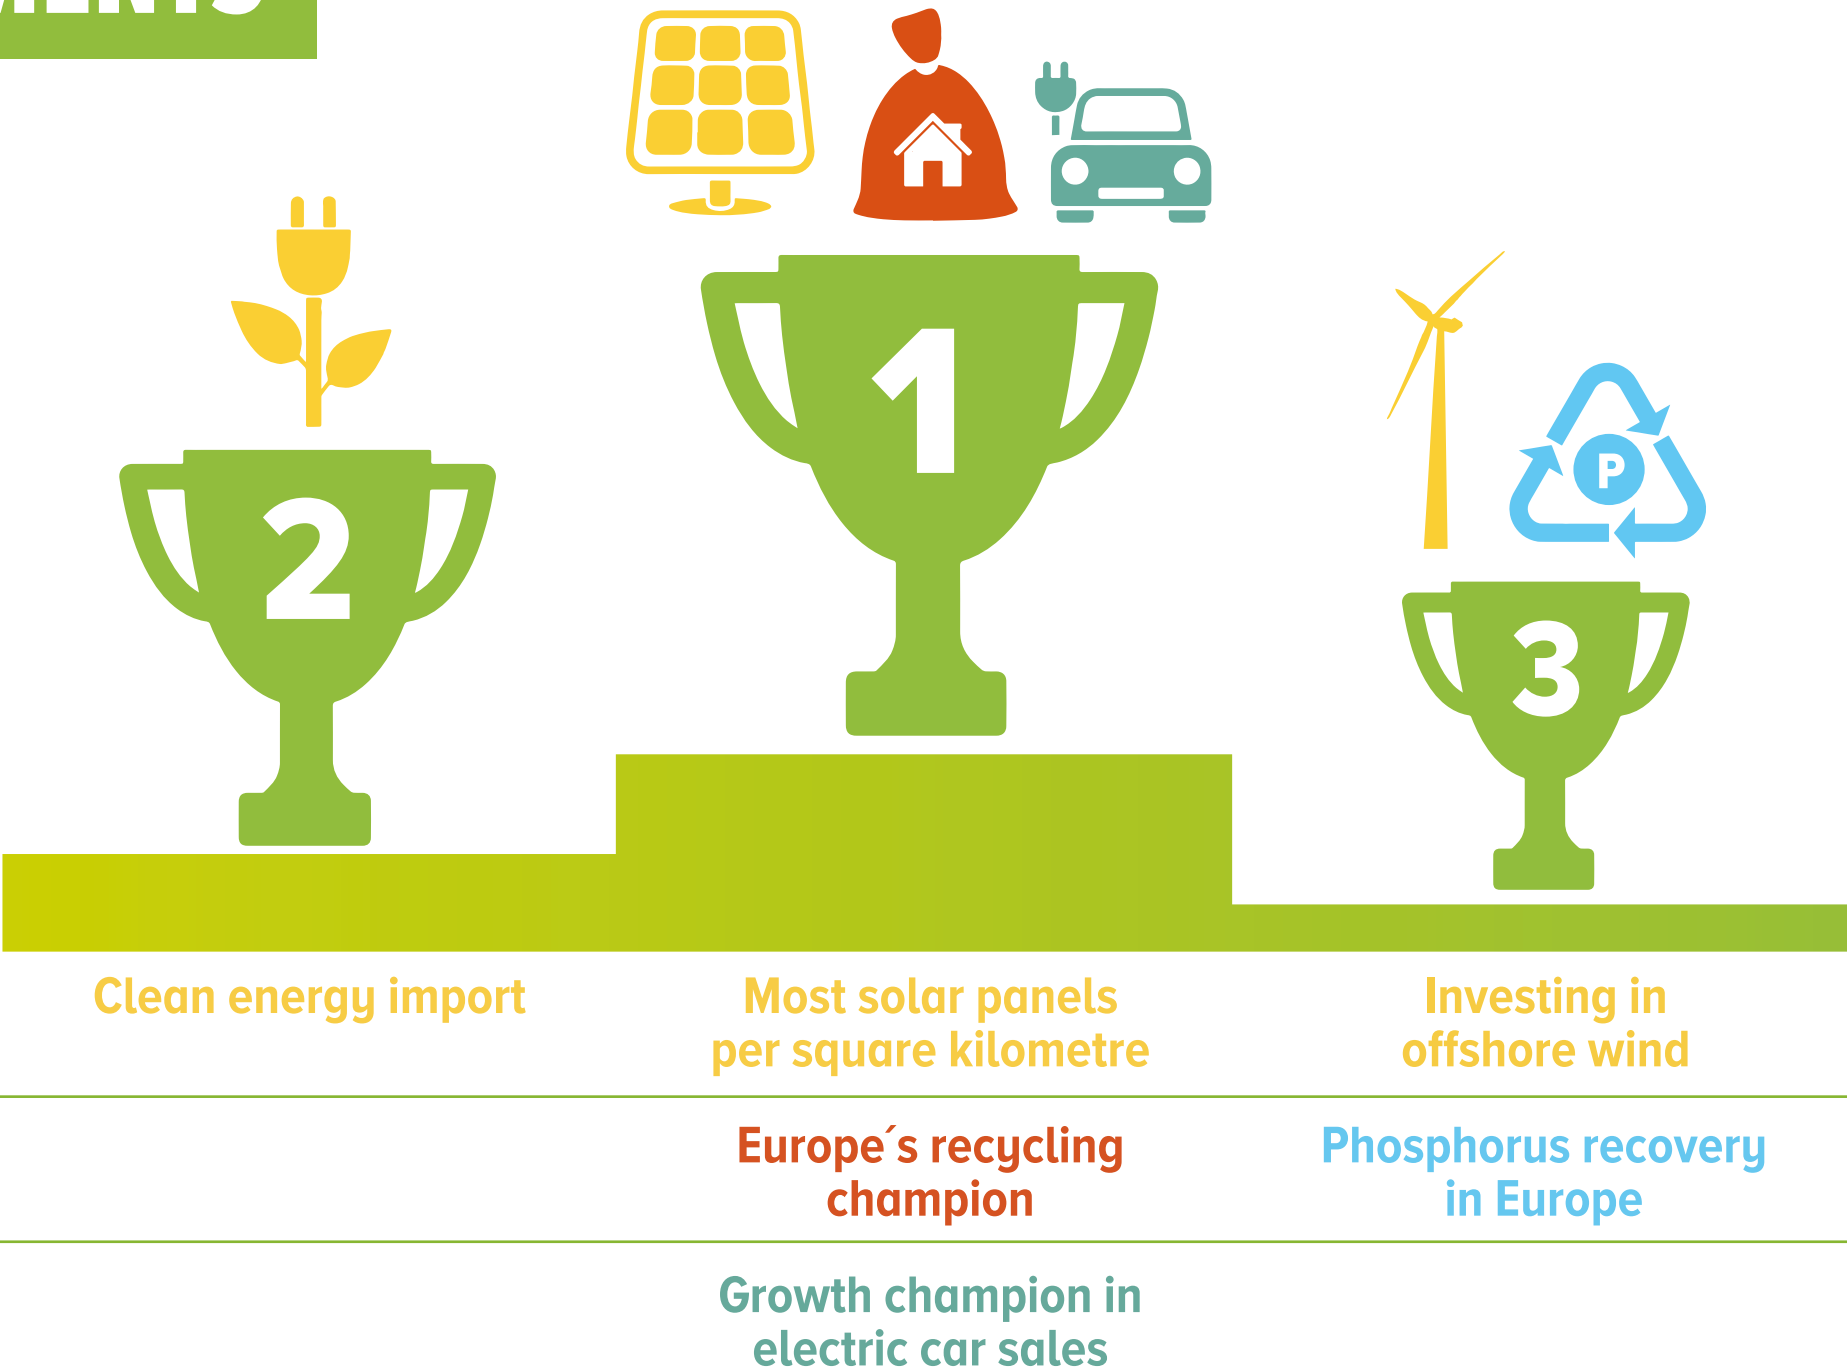 1
2
P
3
Clean energy import
Most solar panels
per square kilometre
Investing in
offshore wind
Europe´s recycling
champion
Phosphorus recovery
in Europe
Growth champion in
electric car sales